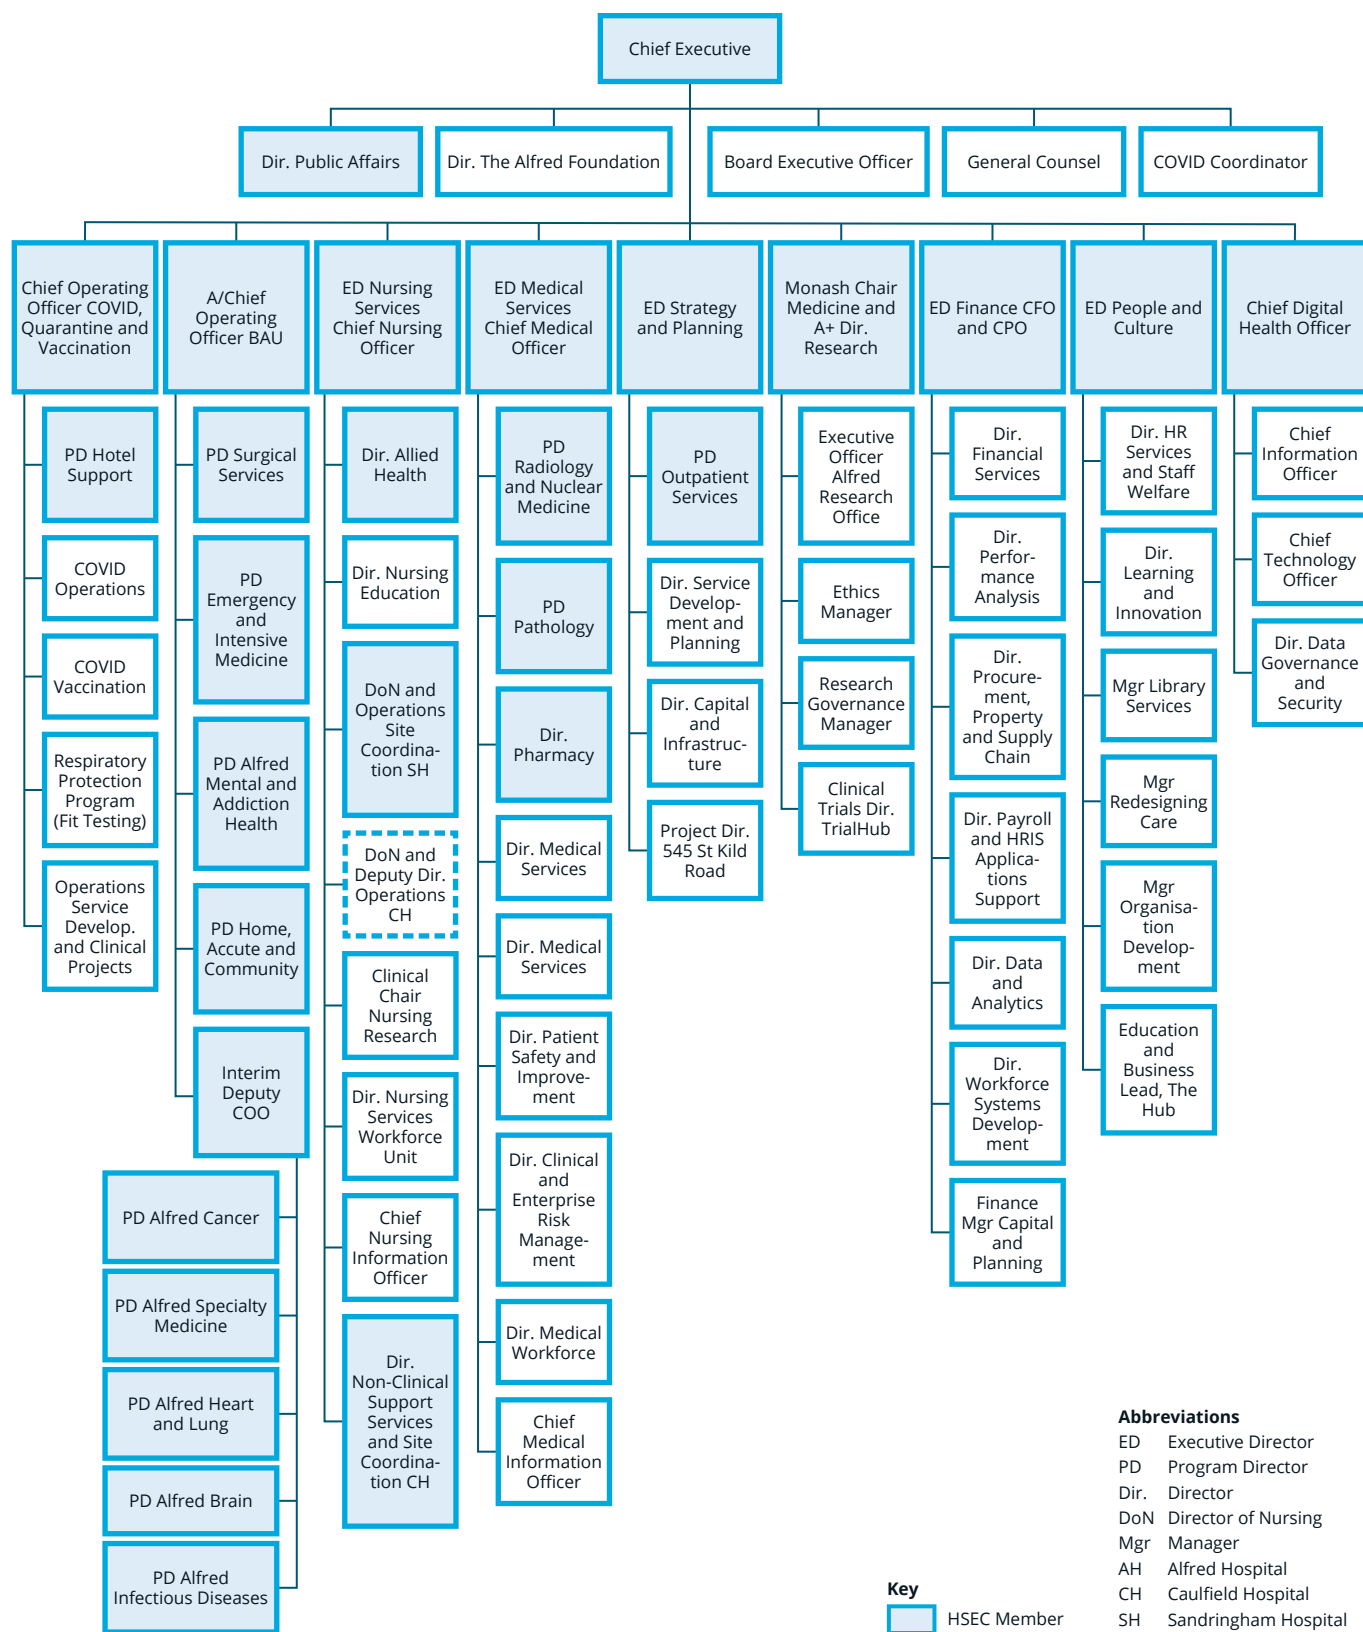 Chief Executive
Dir. Public Affairs
Dir. The Alfred Foundation
Board Executive Officer
General Counsel
COVID Coordinator
Chief Operating
Officer COVID,
Quarantine and
Vaccination
A/Chief
Operating
Officer BAU
ED Nursing
Services
Chief Nursing
Officer
ED Medical
Services
Chief Medical
Officer
ED Strategy
and Planning
Monash Chair
Medicine and
A+ Dir.
Research
ED Finance CFO
and CPO
ED People and
Culture
Chief Digital
Health Officer
PD Hotel
Support
COVID
Operations
COVID
Vaccination
Respiratory
Protection
Program
(Fit Testing)
Operations
Service
Develop.
and Clinical
Projects
PD Surgical
Services
PD
Emergency
and
Intensive
Medicine
PD Alfred
Mental and
Addiction
Health
PD Home,
Accute and
Community
Interim
Deputy
COO
PD Alfred Cancer
PD Alfred Specialty
Medicine
PD Alfred Heart
and Lung
PD Alfred Brain
PD Alfred
Infectious Diseases
Dir. Allied
Health
Dir. Nursing
Education
DoN and
Operations
Site
Coordina-
tion SH
DoN and
Deputy Dir.
Operations
CH
Clinical
Chair
Nursing
Research
Dir. Nursing
Services
Workforce
Unit
Chief
Nursing
Information
Officer
Dir.
Non-Clinical
Support
Services
and Site
Coordina-
tion CH
PD
Radiology
and Nuclear
Medicine
PD
Pathology
Dir.
Pharmacy
Dir. Medical
Services
Dir. Medical
Services
Dir. Patient
Safety and
Improve-
ment
Dir. Clinical
and
Enterprise
Risk
Manage-
ment
Dir. Medical
Workforce
Chief
Medical
Information
Officer
PD
Outpatient
Services
Dir. Service
Develop-
ment and
Planning
Dir. Capital
and
Infrastruc-
ture
Project Dir.
545 St Kild
Road
Executive
Officer
Alfred
Research
Office
Ethics
Manager
Research
Governance
Manager
Clinical
Trials Dir.
TrialHub
Dir.
Financial
Services
Dir.
Perfor-
mance
Analysis
Dir.
Procure-
ment,
Property
and Supply
Chain
Dir. Payroll
and HRIS
Applica-
tions
Support
Dir. Data
and
Analytics
Dir.
Workforce
Systems
Develop-
ment
Finance
Mgr Capital
and
Planning
Dir. HR
Services
and Staff
Welfare
Dir.
Learning
and
Innovation
Mgr Library
Services
Mgr
Redesigning
Care
Mgr
Organisa-
tion
Develop-
ment
Education
and
Business
Lead, The
Hub
Chief
Information
Officer
Chief
Technology
Officer
Dir. Data
Governance
and
Security
Key
HSEC Member
Abbreviations
ED Executive Director
PD Program Director
Dir. Director
DoN Director of Nursing
Mgr Manager
AH Alfred Hospital
CH Caulfield Hospital
SH Sandringham Hospital